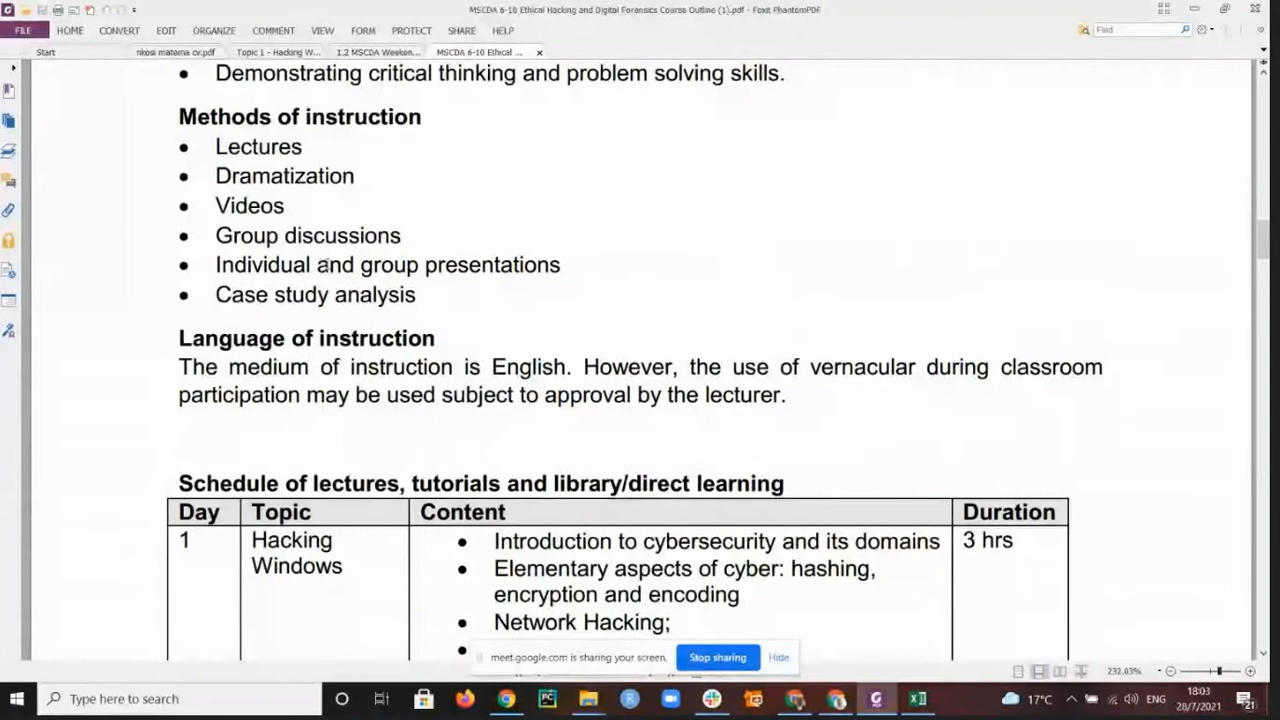 MSCDA 6-10 Ethical Hacking and Digital Forensics Course Outline (1).pdf - Foxit PhantomPDF
FILE HOME CONVERT EDIT ORGANIZE COMMENT VIEW FORM PROTECT SHARE HELP
Find
Start nkosi matema cv.pdf Topic 1 - Hacking W... 1.2 MSCDA Weeken... MSCDA 6-10 Ethical ...
• Demonstrating critical thinking and problem solving skills.
Methods of instruction
• Lectures
• Dramatization
• Videos
• Group discussions
• Individual and group presentations
• Case study analysis
Language of instruction
The medium of instruction is English. However, the use of vernacular during classroom
participation may be used subject to approval by the lecturer.
Schedule of lectures, tutorials and library/direct learning
Day Topic Content Duration
1 Hacking • Introduction to cybersecurity and its domains 3 hrs
Windows • Elementary aspects of cyber: hashing,
encryption and encoding
• Network Hacking;
meet.google.com is sharing your screen. Stop sharing Hide
232.03%
Type here to search 17°C ENG 18:03
28/7/2021 21